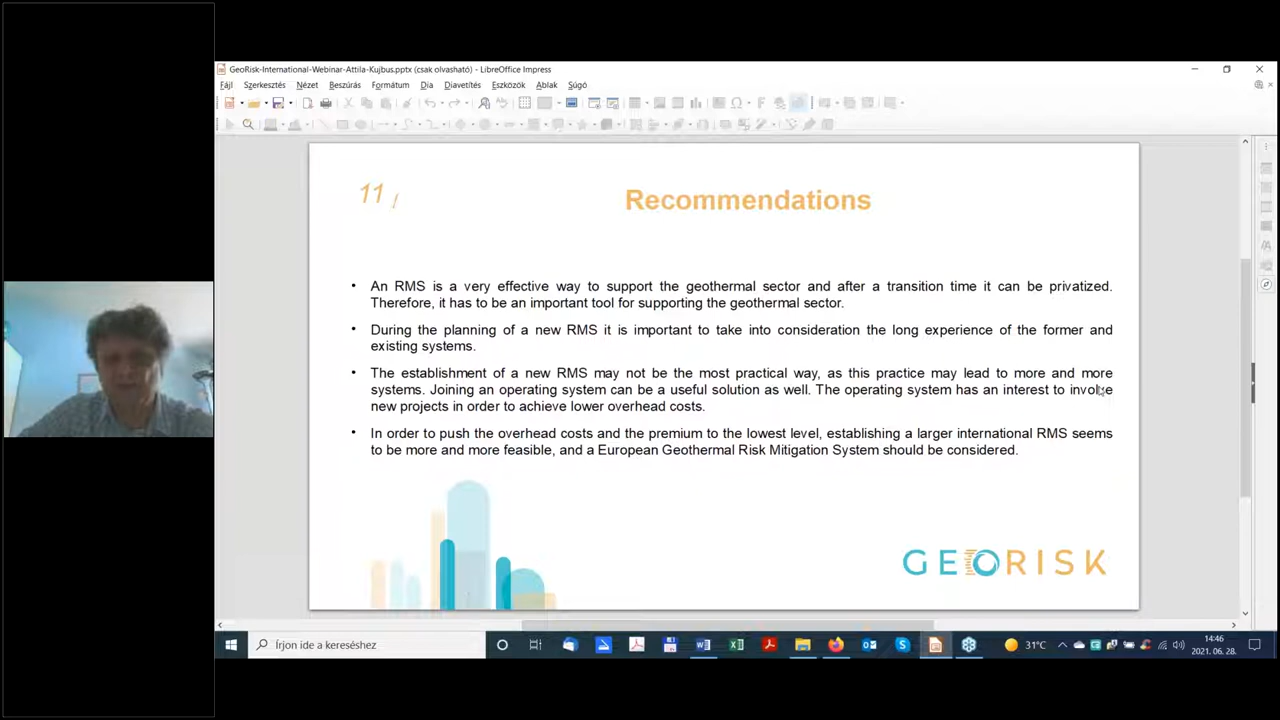 GeoRisk-International-Webinar-Attila-Kujbus.pptx (csak olvasható) - LibreOffice Impress
Fájl Szerkesztés Nézet Beszúrás Formátum Dia Diavetítés Eszközök Ablak Súgó
11 /
Recommendations
• An RMS is a very effective way to support the geothermal sector and after a transition time it can be privatized.
Therefore, it has to be an important tool for supporting the geothermal sector.
• During the planning of a new RMS it is important to take into consideration the long experience of the former and
existing systems.
• The establishment of a new RMS may not be the most practical way, as this practice may lead to more and more
systems. Joining an operating system can be a useful solution as well. The operating system has an interest to involve
new projects in order to achieve lower overhead costs.
• In order to push the overhead costs and the premium to the lowest level, establishing a larger international RMS seems
to be more and more feasible, and a European Geothermal Risk Mitigation System should be considered.
GEORISK
Írjon ide a kereséshez
31°C
14:46
2021. 06. 28.